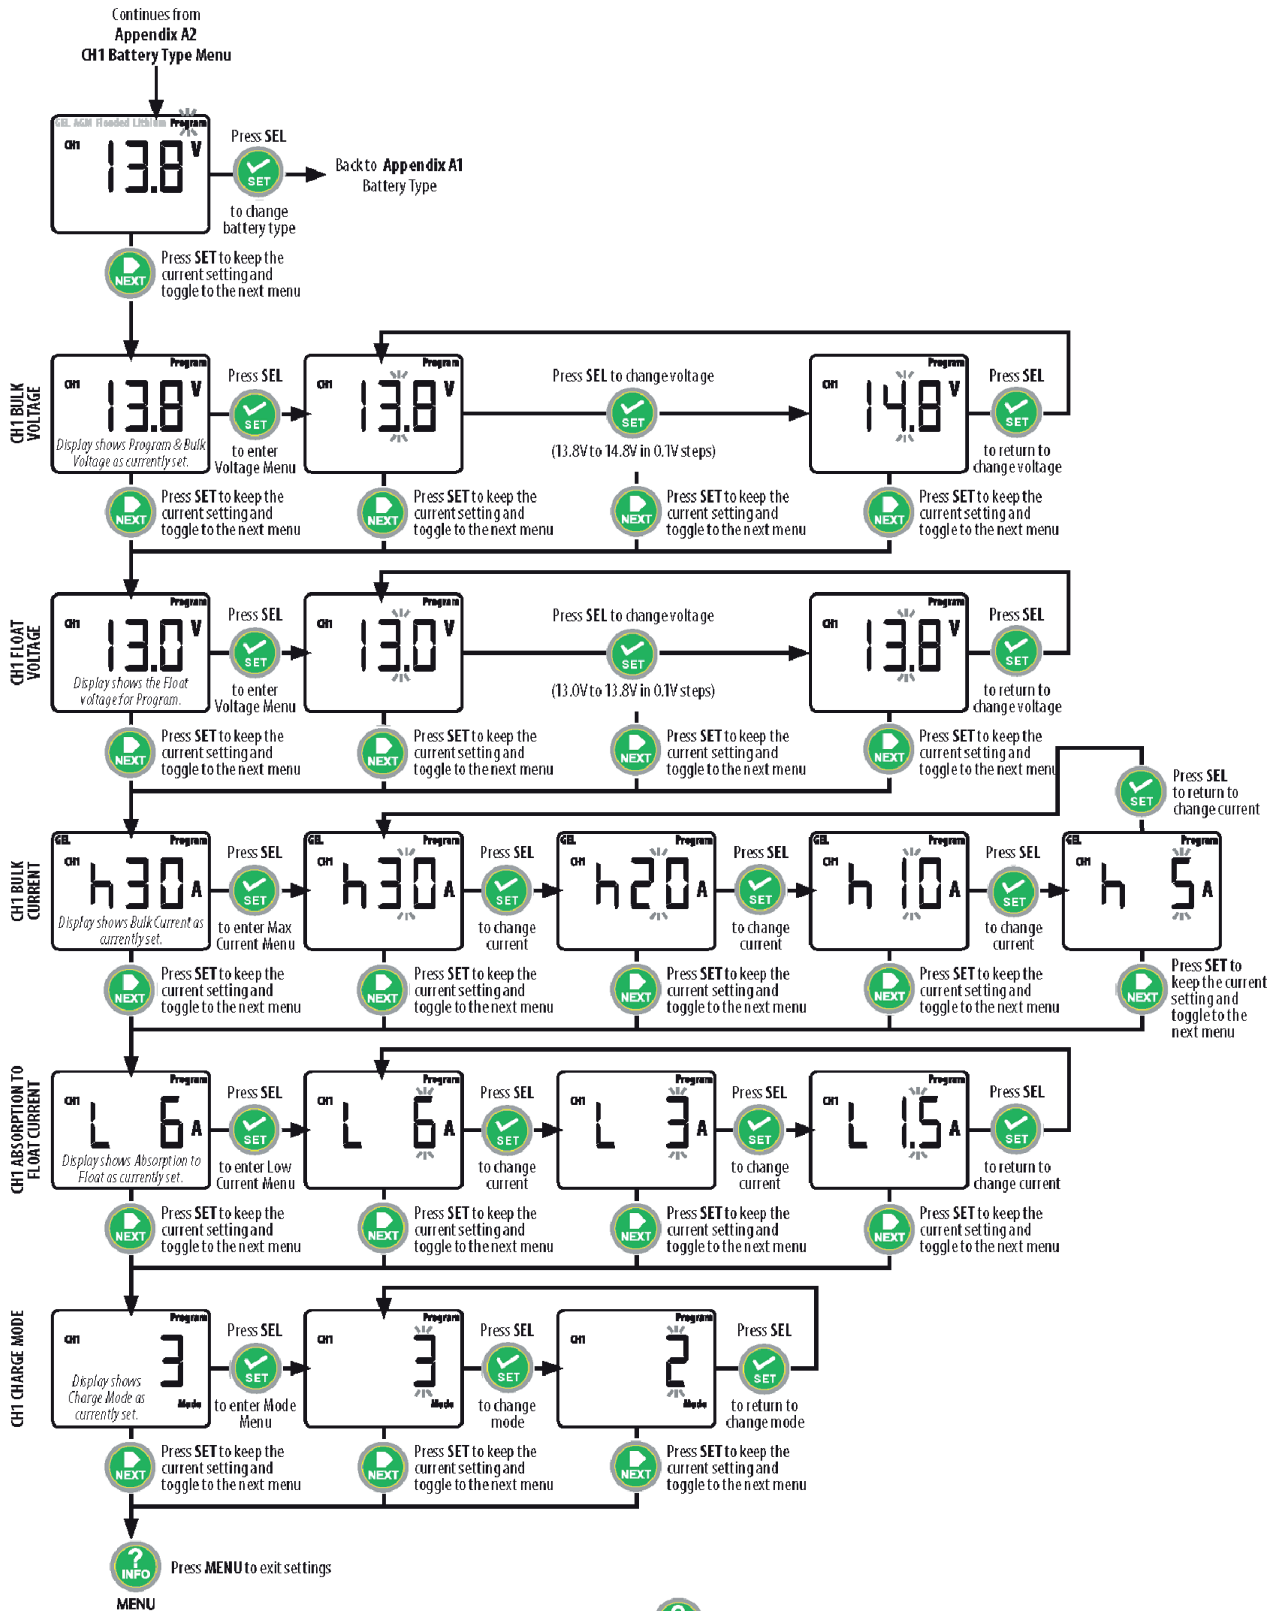 Continues from
Appendix A2
CH1 Battery Type Menu
GEL AGM Flooded Lithium Program
CH1
13.8 V
Press SEL
SET
to change
battery type
Back to Appendix A1
Battery Type
NEXT
Press SET to keep the
current setting and
toggle to the next menu
CH1 BULK
VOLTAGE
Program
CH1
13.8 V
Display shows Program & Bulk
Voltage as currently set.
Press SEL
SET
to enter
Voltage Menu
Program
CH1
13.8 V
Press SEL to change voltage
SET
(13.8V to 14.8V in 0.1V steps)
Program
CH1
14.8 V
Press SEL
SET
to return to
change voltage
NEXT
Press SET to keep the
current setting and
toggle to the next menu
NEXT
Press SET to keep the
current setting and
toggle to the next menu
NEXT
Press SET to keep the
current setting and
toggle to the next menu
NEXT
Press SET to keep the
current setting and
toggle to the next menu
CH1 FLOAT
VOLTAGE
Program
CH1
13.0 V
Display shows the Float
voltage for Program.
Press SEL
SET
to enter
Voltage Menu
Program
CH1
13.0 V
Press SEL to change voltage
SET
(13.0V to 13.8V in 0.1V steps)
Program
CH1
13.8 V
Press SEL
SET
to return to
change voltage
NEXT
Press SET to keep the
current setting and
toggle to the next menu
NEXT
Press SET to keep the
current setting and
toggle to the next menu
NEXT
Press SET to keep the
current setting and
toggle to the next menu
NEXT
Press SET to keep the
current setting and
toggle to the next menu
SET
Press SEL
to return to
change current
CH1 BULK
CURRENT
GEL Program
CH1
h30 A
Display shows Bulk Current as
currently set.
Press SEL
SET
to enter Max
Current Menu
GEL Program
CH1
h30 A
Press SEL
SET
to change
current
GEL Program
CH1
h20 A
Press SEL
SET
to change
current
GEL Program
CH1
h 10 A
Press SEL
SET
to change
current
GEL Program
CH1
h 5 A
NEXT
Press SET to keep the
current setting and
toggle to the next menu
NEXT
Press SET to keep the
current setting and
toggle to the next menu
NEXT
Press SET to keep the
current setting and
toggle to the next menu
NEXT
Press SET to keep the
current setting and
toggle to the next menu
NEXT
Press SET to
keep the current
setting and
toggle to the
next menu
CH1 ABSORPTION TO
FLOAT CURRENT
Program
CH1
L 6 A
Display shows Absorption to
Float as currently set.
Press SEL
SET
to enter Low
Current Menu
Program
CH1
L 6 A
Press SEL
SET
to change
current
Program
CH1
L 3 A
Press SEL
SET
to change
current
Program
CH1
L 1.5 A
Press SEL
SET
to return to
change current
NEXT
Press SET to keep the
current setting and
toggle to the next menu
NEXT
Press SET to keep the
current setting and
toggle to the next menu
NEXT
Press SET to keep the
current setting and
toggle to the next menu
NEXT
Press SET to keep the
current setting and
toggle to the next menu
CH1 CHARGE MODE
Program
CH1
3
Mode
Display shows
Charge Mode as
currently set.
Press SEL
SET
to enter Mode
Menu
Program
CH1
3
Mode
Press SEL
SET
to change
mode
Program
CH1
2
Mode
Press SEL
SET
to return to
change mode
NEXT
Press SET to keep the
current setting and
toggle to the next menu
NEXT
Press SET to keep the
current setting and
toggle to the next menu
NEXT
Press SET to keep the
current setting and
toggle to the next menu
?
INFO
Press MENU to exit settings
MENU